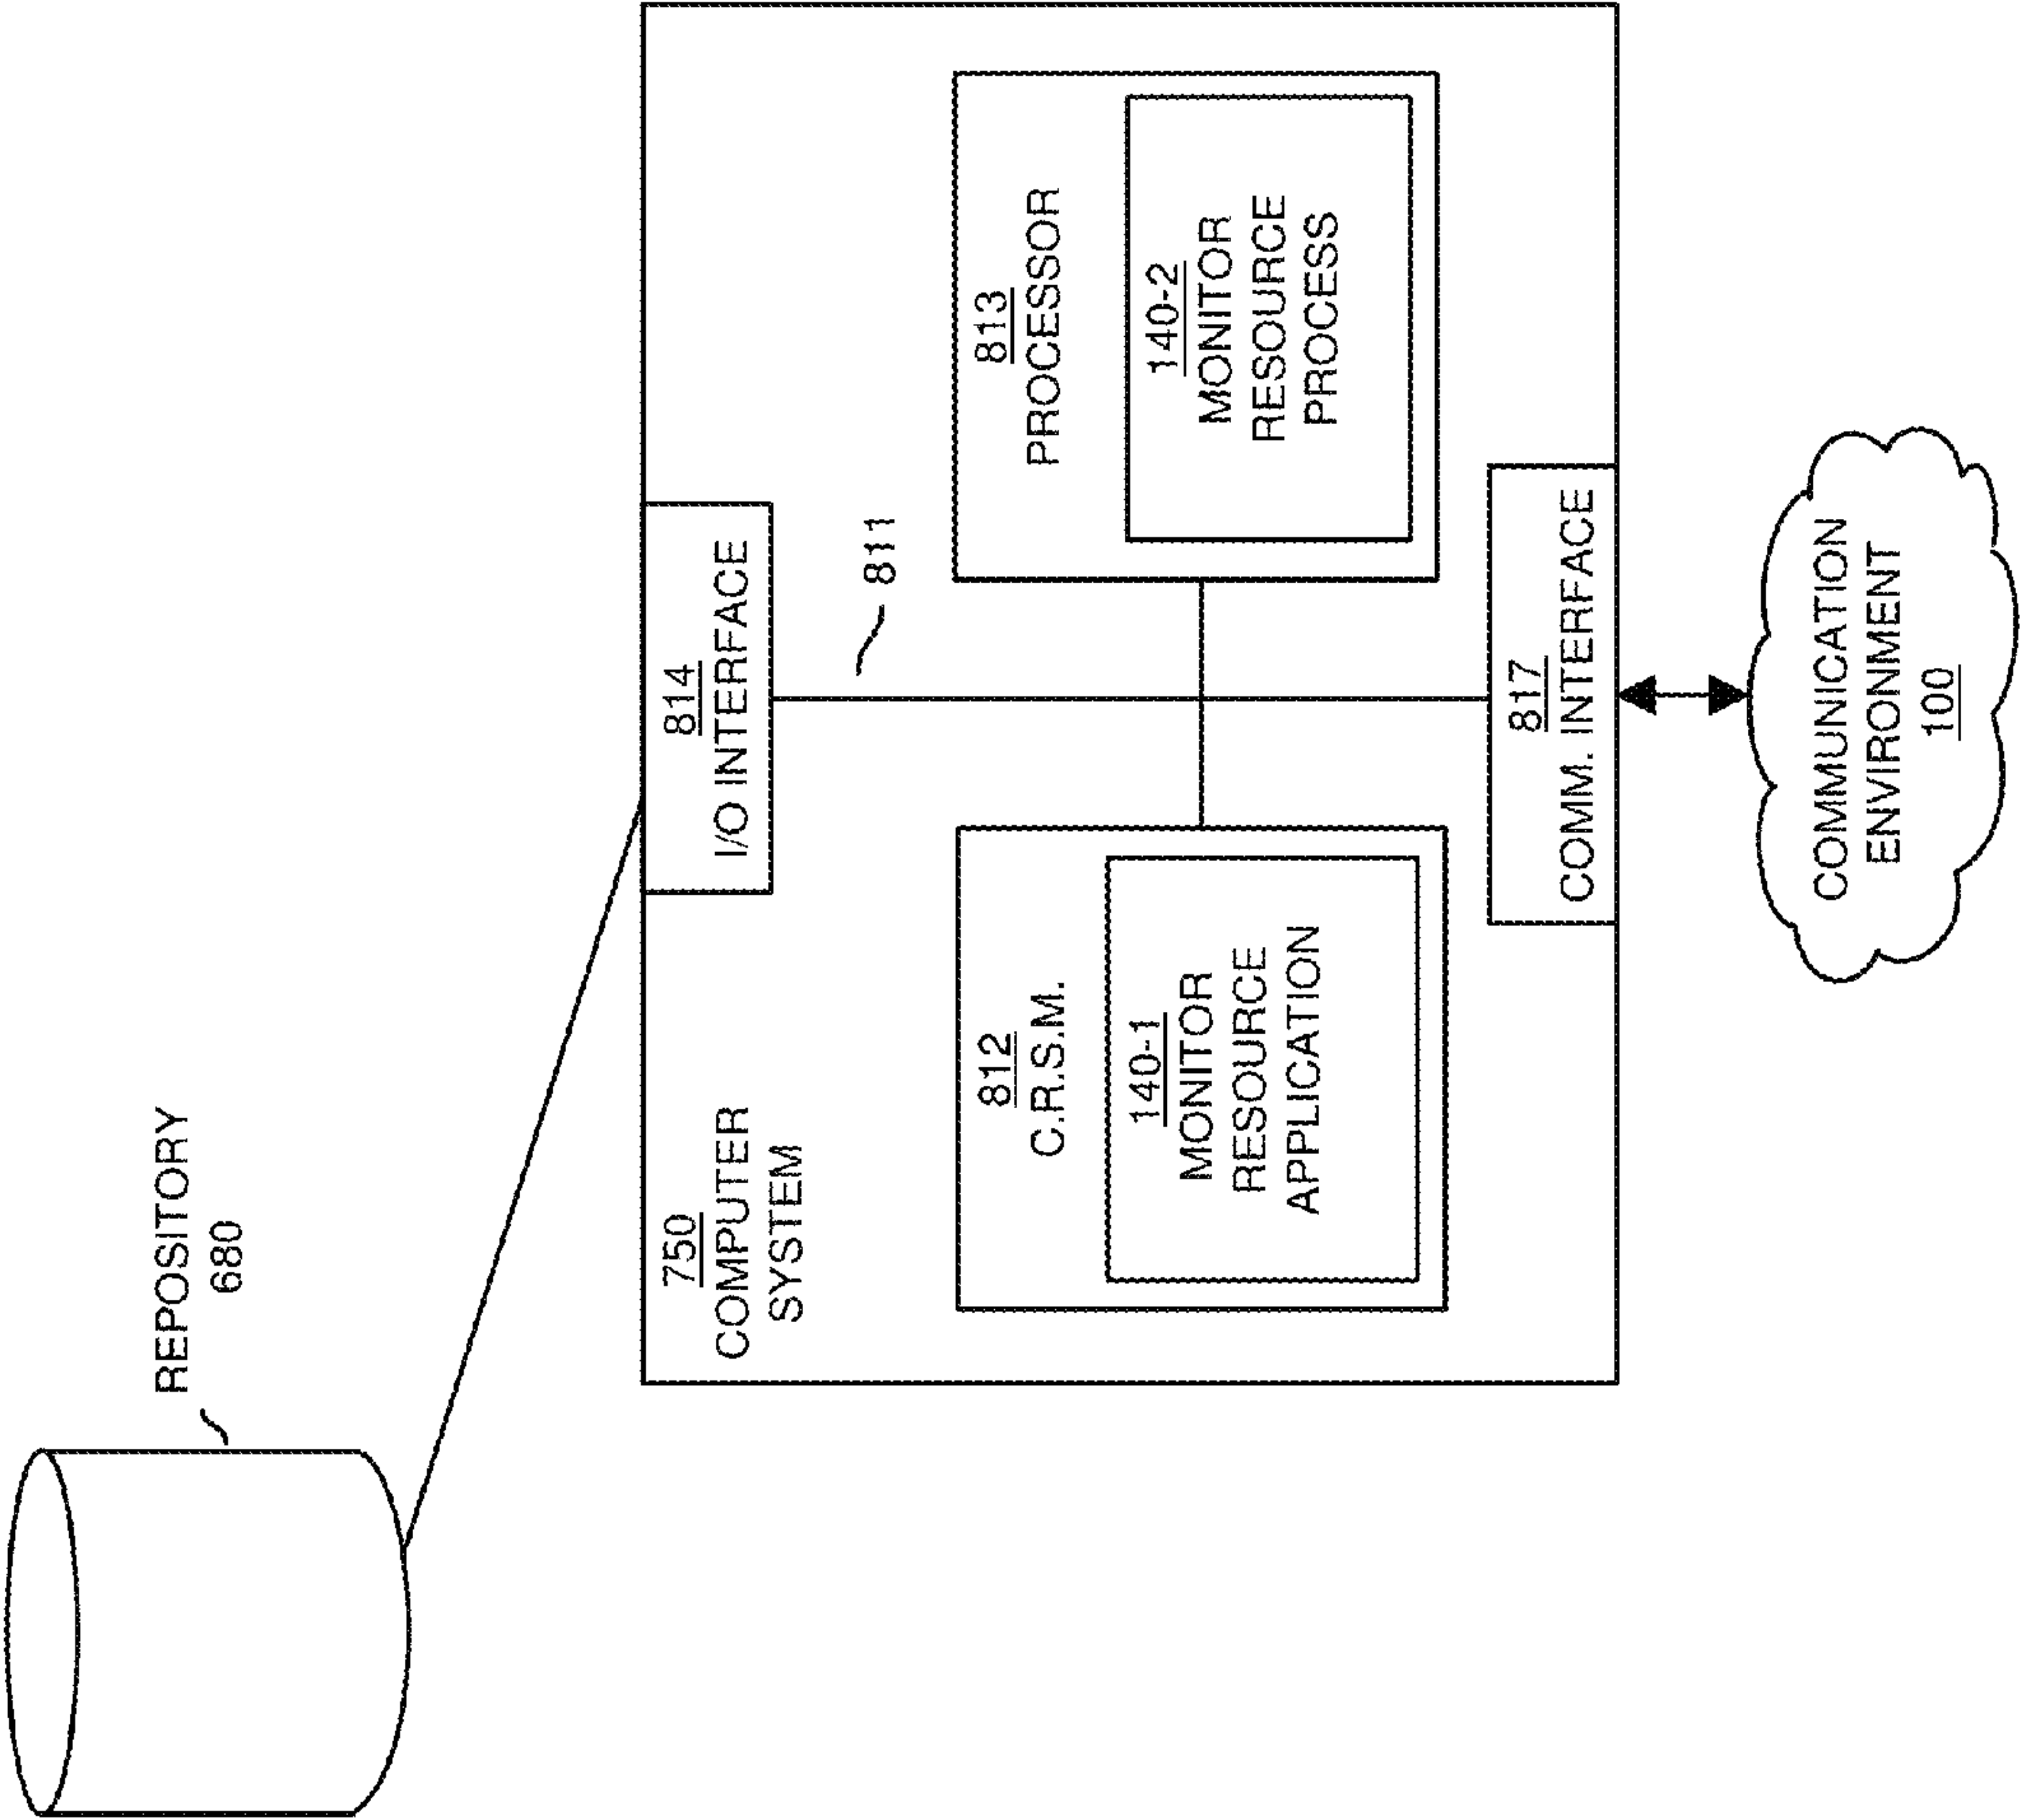 REPOSITORY
680
750
COMPUTER
SYSTEM
814
I/O INTERFACE
811
812
C.R.S.M.
140-1
MONITOR
RESOURCE
APPLICATION
813
PROCESSOR
140-2
MONITOR
RESOURCE
PROCESS
817
COMM. INTERFACE
COMMUNICATION
ENVIRONMENT
100